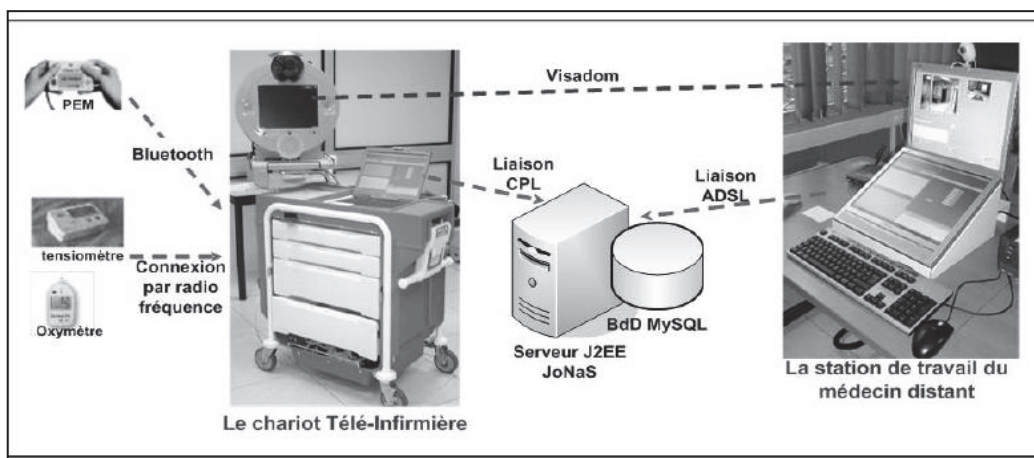 PEM
Bluetooth
tensiomètre
Connexion
par radio
fréquence
Oxymètre
Visadom
Liaison
CPL
Liaison
ADSL
BdD MySQL
Serveur J2EE
JoNaS
Le chariot Télé-Infirmière
La station de travail du
médecin distant